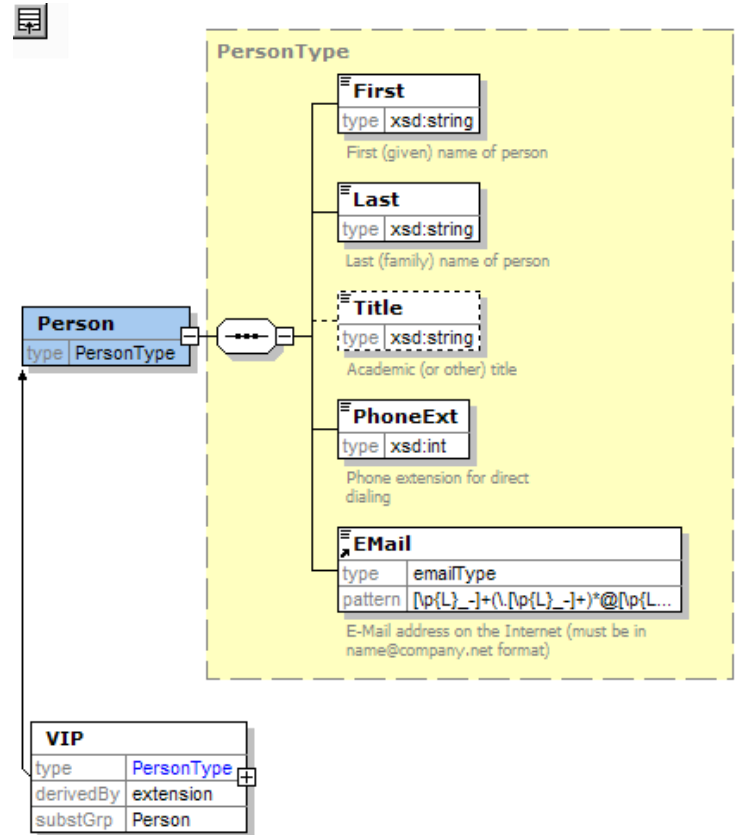 PersonType
First
type xsd:string
First (given) name of person
Last
type xsd:string
Last (family) name of person
Title
type xsd:string
Academic (or other) title
Person
type PersonType
PhoneExt
type xsd:int
Phone extension for direct
dialing
EMail
type emailType
pattern [\p{L}_-]+(\.[\p{L}_-]+)*@[\p{L...
E-Mail address on the Internet (must be in
name@company.net format)
VIP
type PersonType
derivedBy extension
substGrp Person